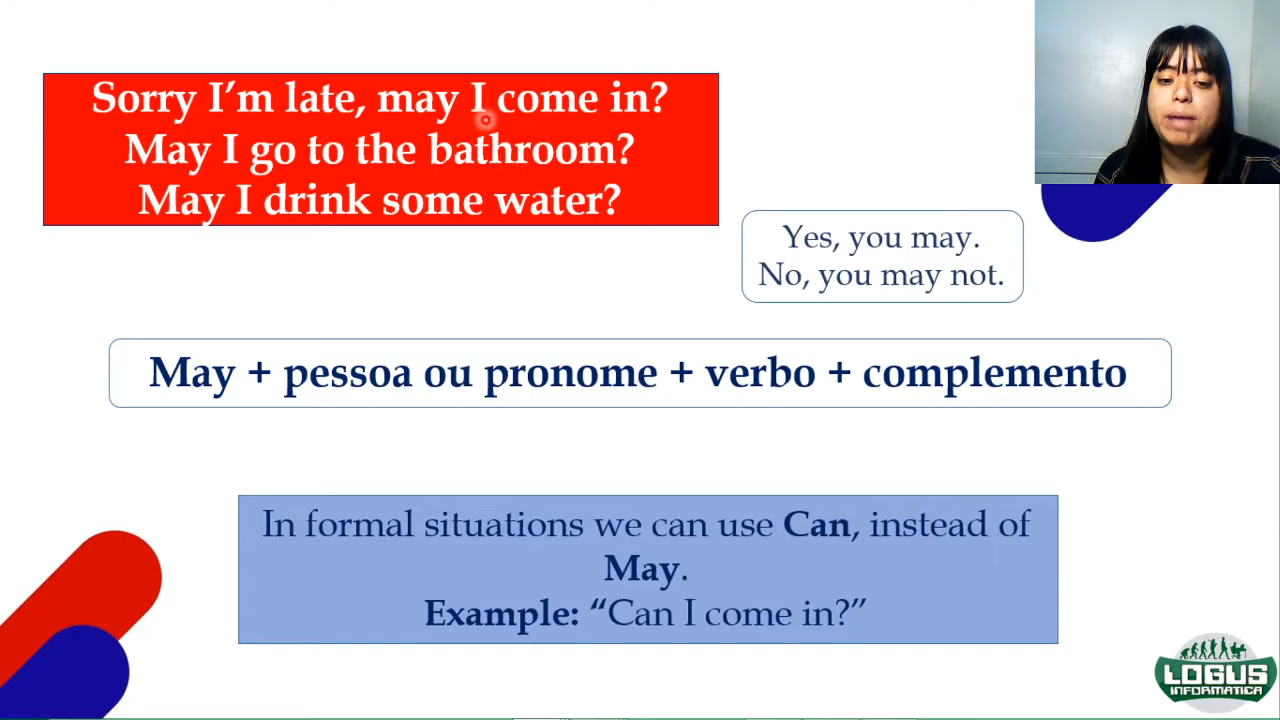 Sorry I’m late, may I come in?
May I go to the bathroom?
May I drink some water?
Yes, you may.
No, you may not.
May + pessoa ou pronome + verbo + complemento
In formal situations we can use Can, instead of
May.
Example: “Can I come in?”
LOGUS
INFORMATICA